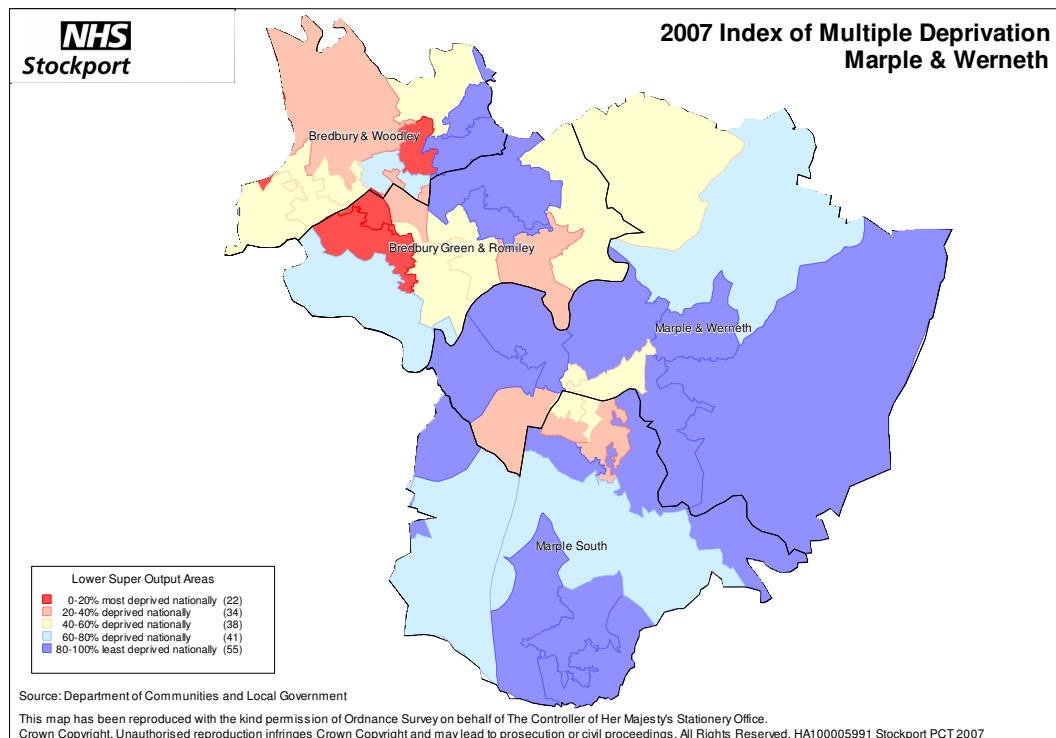 NHS
Stockport
2007 Index of Multiple Deprivation
Marple & Werneth
Bredbury & Woodley
Bredbury Green & Romiley
Marple & Werneth
Marple South
Lower Super Output Areas
0-20% most deprived nationally (22)
20-40% deprived nationally (34)
40-60% deprived nationally (38)
60-80% deprived nationally (41)
80-100% least deprived nationally (55)
Source: Department of Communities and Local Government
This map has been reproduced with the kind permission of Ordnance Survey on behalf of The Controller of Her Majesty's Stationery Office.
Crown Copyright. Unauthorised reproduction infringes Crown Copyright and may lead to prosecution or civil proceedings. All Rights Reserved. HA100005991 Stockport PCT 2007